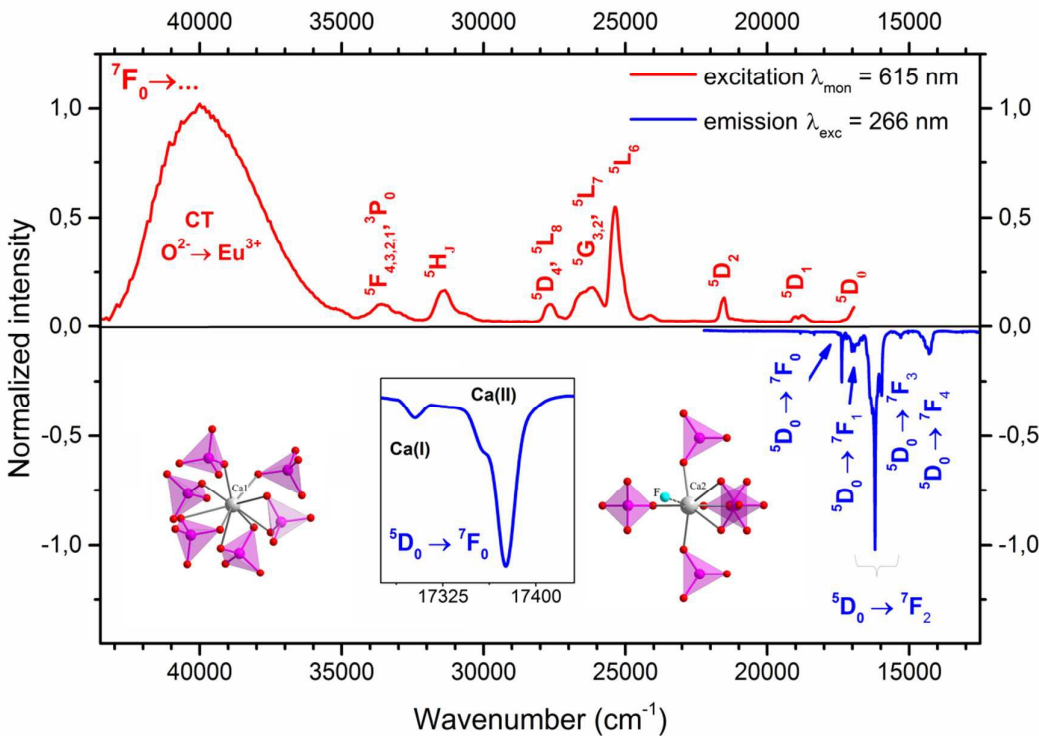 40000 35000 30000 25000 20000 15000
⁷F₀→...
excitation λmon = 615 nm
emission λexc = 266 nm
1,0 1,0
CT
O²⁻→ Eu³⁺
⁵F₄,₃,₂,₁, ³P₀
⁵H_J
⁵D₄, ⁵L₈
⁵G₃,₂, ⁵L₇
⁵L₆
⁵D₂
⁵D₁
⁵D₀
0,5 0,5
0,0 0,0
Normalized intensity
⁵D₀ → ⁷F₀
⁵D₀ → ⁷F₁
⁵D₀ → ⁷F₃
⁵D₀ → ⁷F₄
-0,5 -0,5
Ca(II)
Ca(I)
⁵D₀ → ⁷F₀
17325 17400
Ca1
F
Ca2
-1,0 -1,0
⁵D₀ → ⁷F₂
40000 35000 30000 25000 20000 15000
Wavenumber (cm⁻¹)